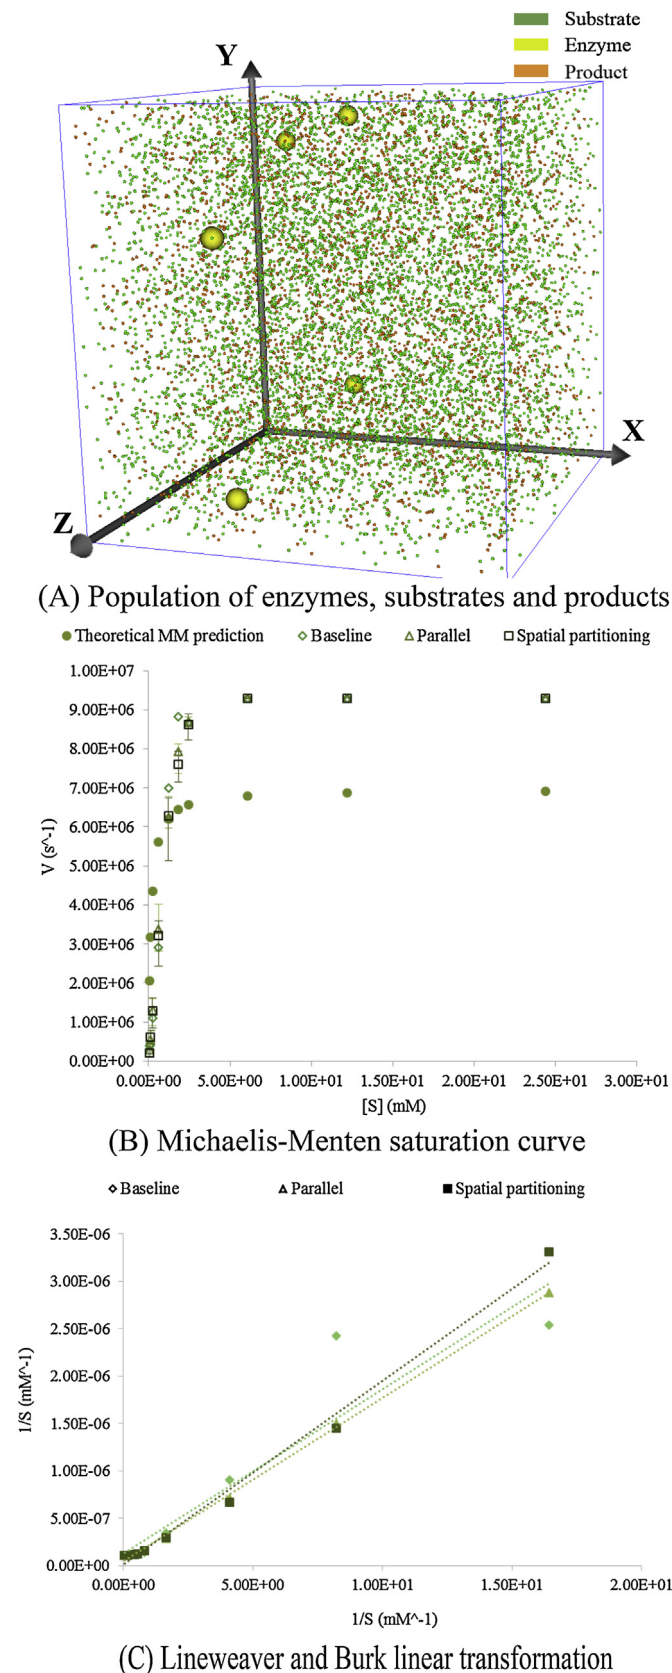 Substrate
Enzyme
Product
Y
X
Z
(A) Population of enzymes, substrates and products
Theoretical MM prediction Baseline Parallel Spatial partitioning
1.00E+07
9.00E+06
8.00E+06
7.00E+06
6.00E+06
5.00E+06
4.00E+06
3.00E+06
2.00E+06
1.00E+06
0.00E+00
V (s^-1)
0.00E+00 5.00E+00 1.00E+01 1.50E+01 2.00E+01 2.50E+01 3.00E+01
[S] (mM)
(B) Michaelis-Menten saturation curve
Baseline Parallel Spatial partitioning
3.50E-06
3.00E-06
2.50E-06
2.00E-06
1.50E-06
1.00E-06
5.00E-07
0.00E+00
1/S (mM^-1)
0.00E+00 5.00E+00 1.00E+01 1.50E+01 2.00E+01
1/S (mM^-1)
(C) Lineweaver and Burk linear transformation